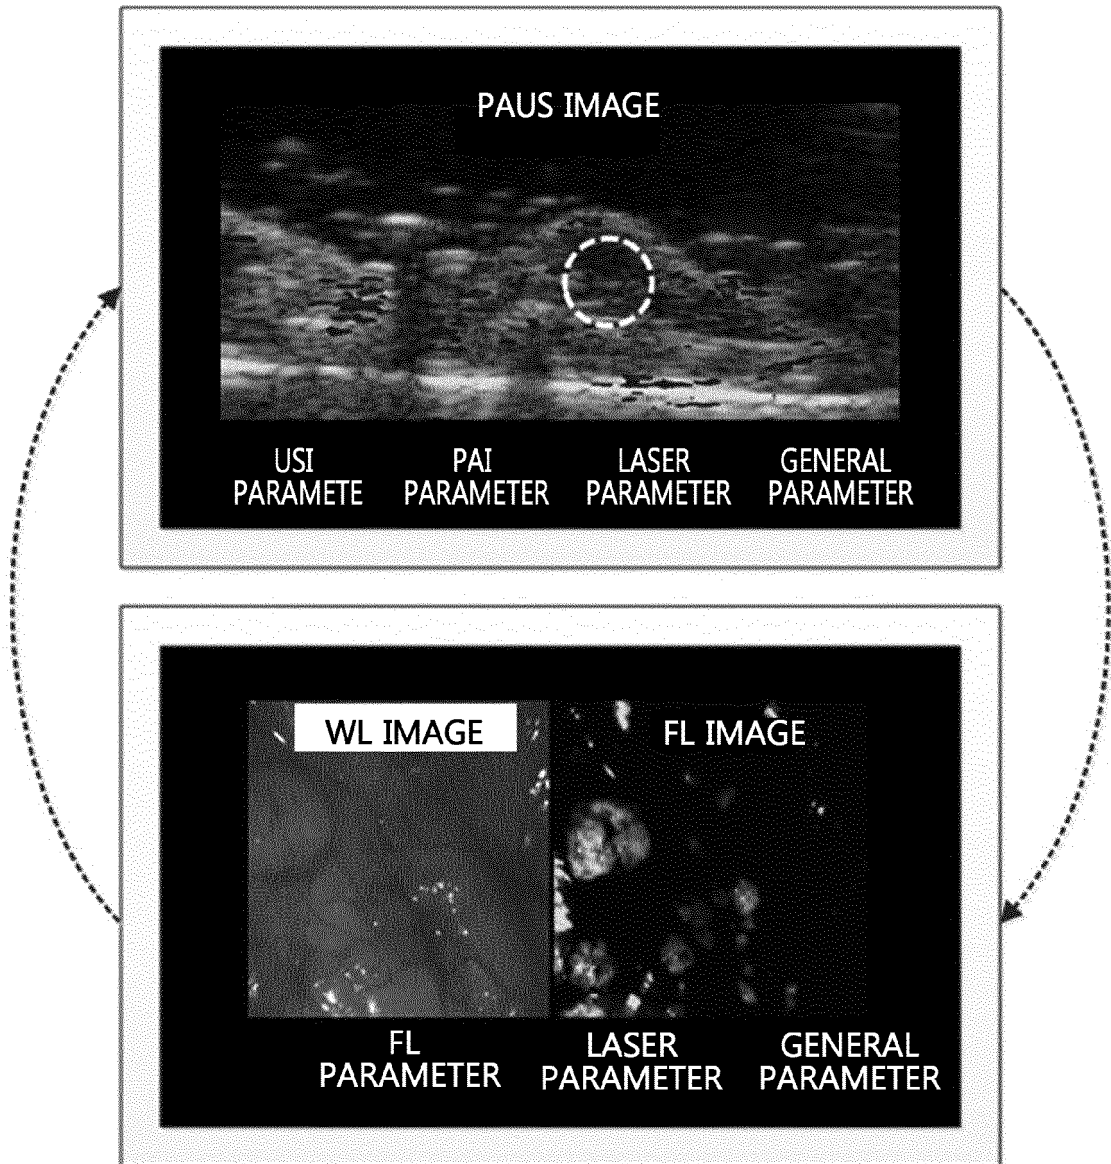 PAUS IMAGE
USI PAI LASER GENERAL
PARAMETE PARAMETER PARAMETER PARAMETER
WL IMAGE FL IMAGE
FL LASER GENERAL
PARAMETER PARAMETER PARAMETER